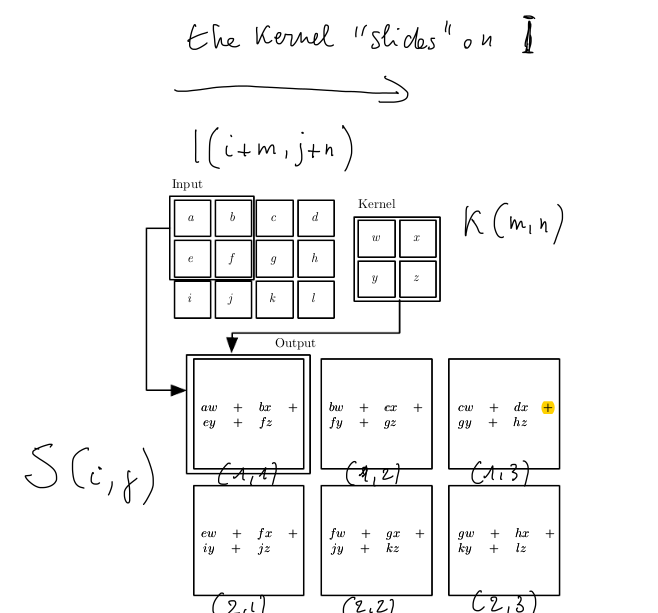 the Kernel "slides" on I
I(i+m, j+n)
Input
Kernel
K(m,n)
a b c d
w x
e f g h
y z
i j k l
Output
aw + bx + bw + cx + cw + dx +
ey + fz fy + gz gy + hz
S(i,j)
(1,1) (1,2) (1,3)
ew + fx + fw + gx + gw + hx +
iy + jz jy + kz ky + lz
(2,1) (2,2) (2,3)